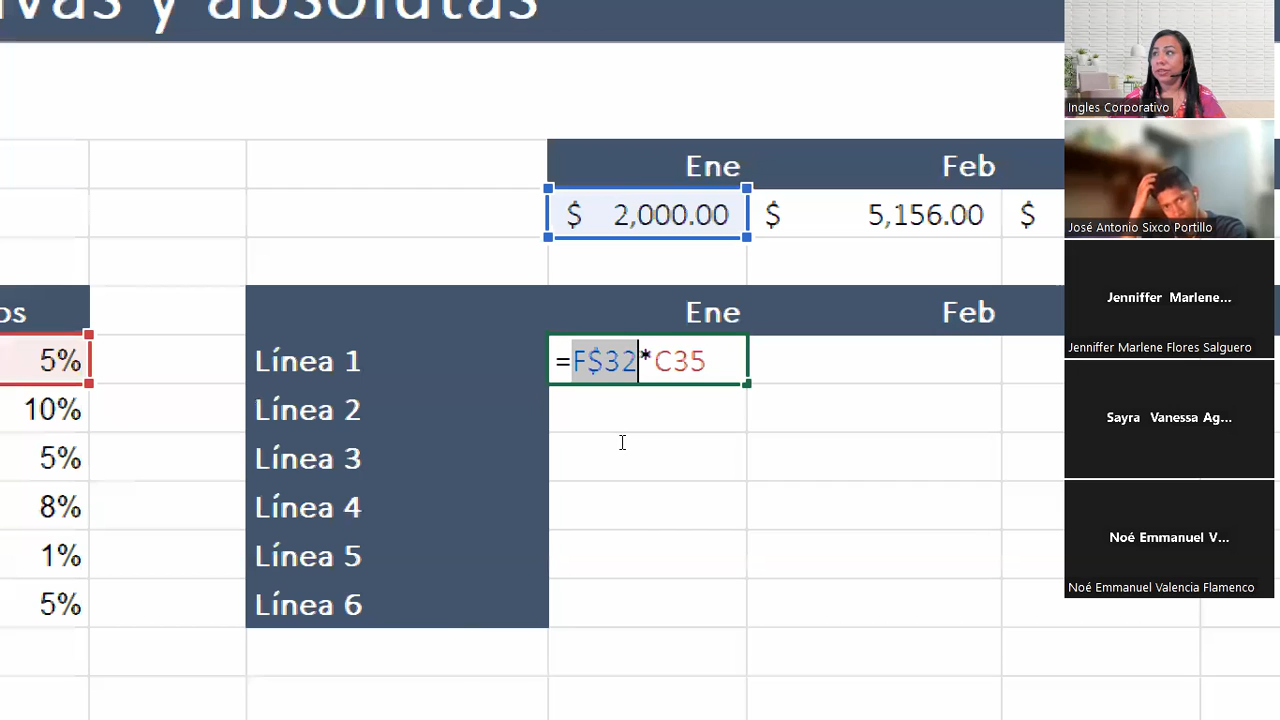 ivas y absolutas
Ene Feb
$ 2,000.00 $ 5,156.00 $
os Ene Feb
5% Línea 1 =F$32*C35
10% Línea 2
5% Línea 3
8% Línea 4
1% Línea 5
5% Línea 6
Ingles Corporativo
José Antonio Sixco Portillo
Jenniffer Marlene...
Jenniffer Marlene Flores Salguero
Sayra Vanessa Ag...
Noé Emmanuel V...
Noé Emmanuel Valencia Flamenco